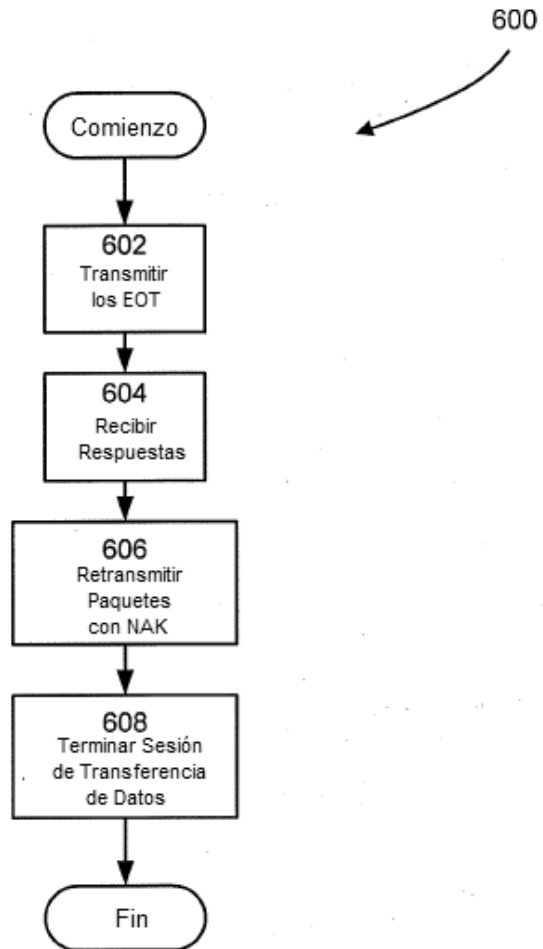 600
Comienzo
602
Transmitir
los EOT
604
Recibir
Respuestas
606
Retransmitir
Paquetes
con NAK
608
Terminar Sesión
de Transferencia
de Datos
Fin